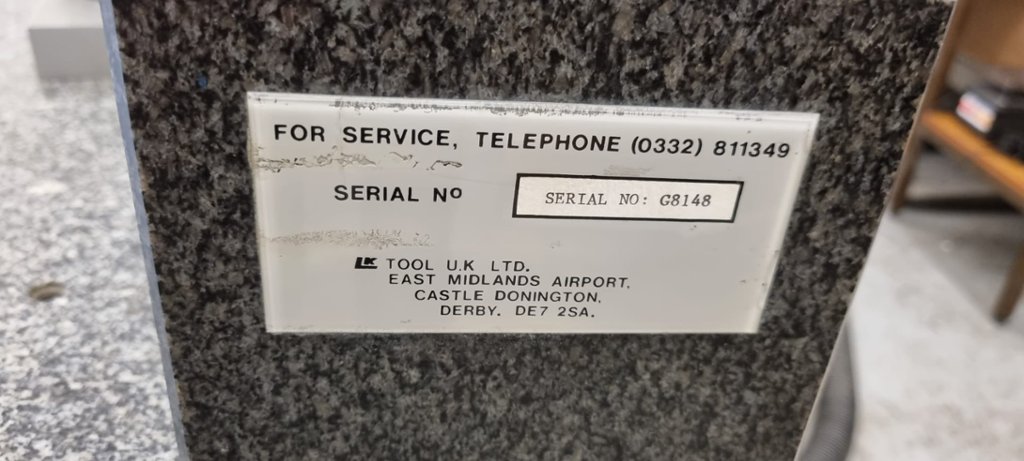 FOR SERVICE, TELEPHONE (0332) 811349
SERIAL Nº SERIAL NO: G8148
LK TOOL U.K LTD.
EAST MIDLANDS AIRPORT,
CASTLE DONINGTON,
DERBY. DE7 2SA.